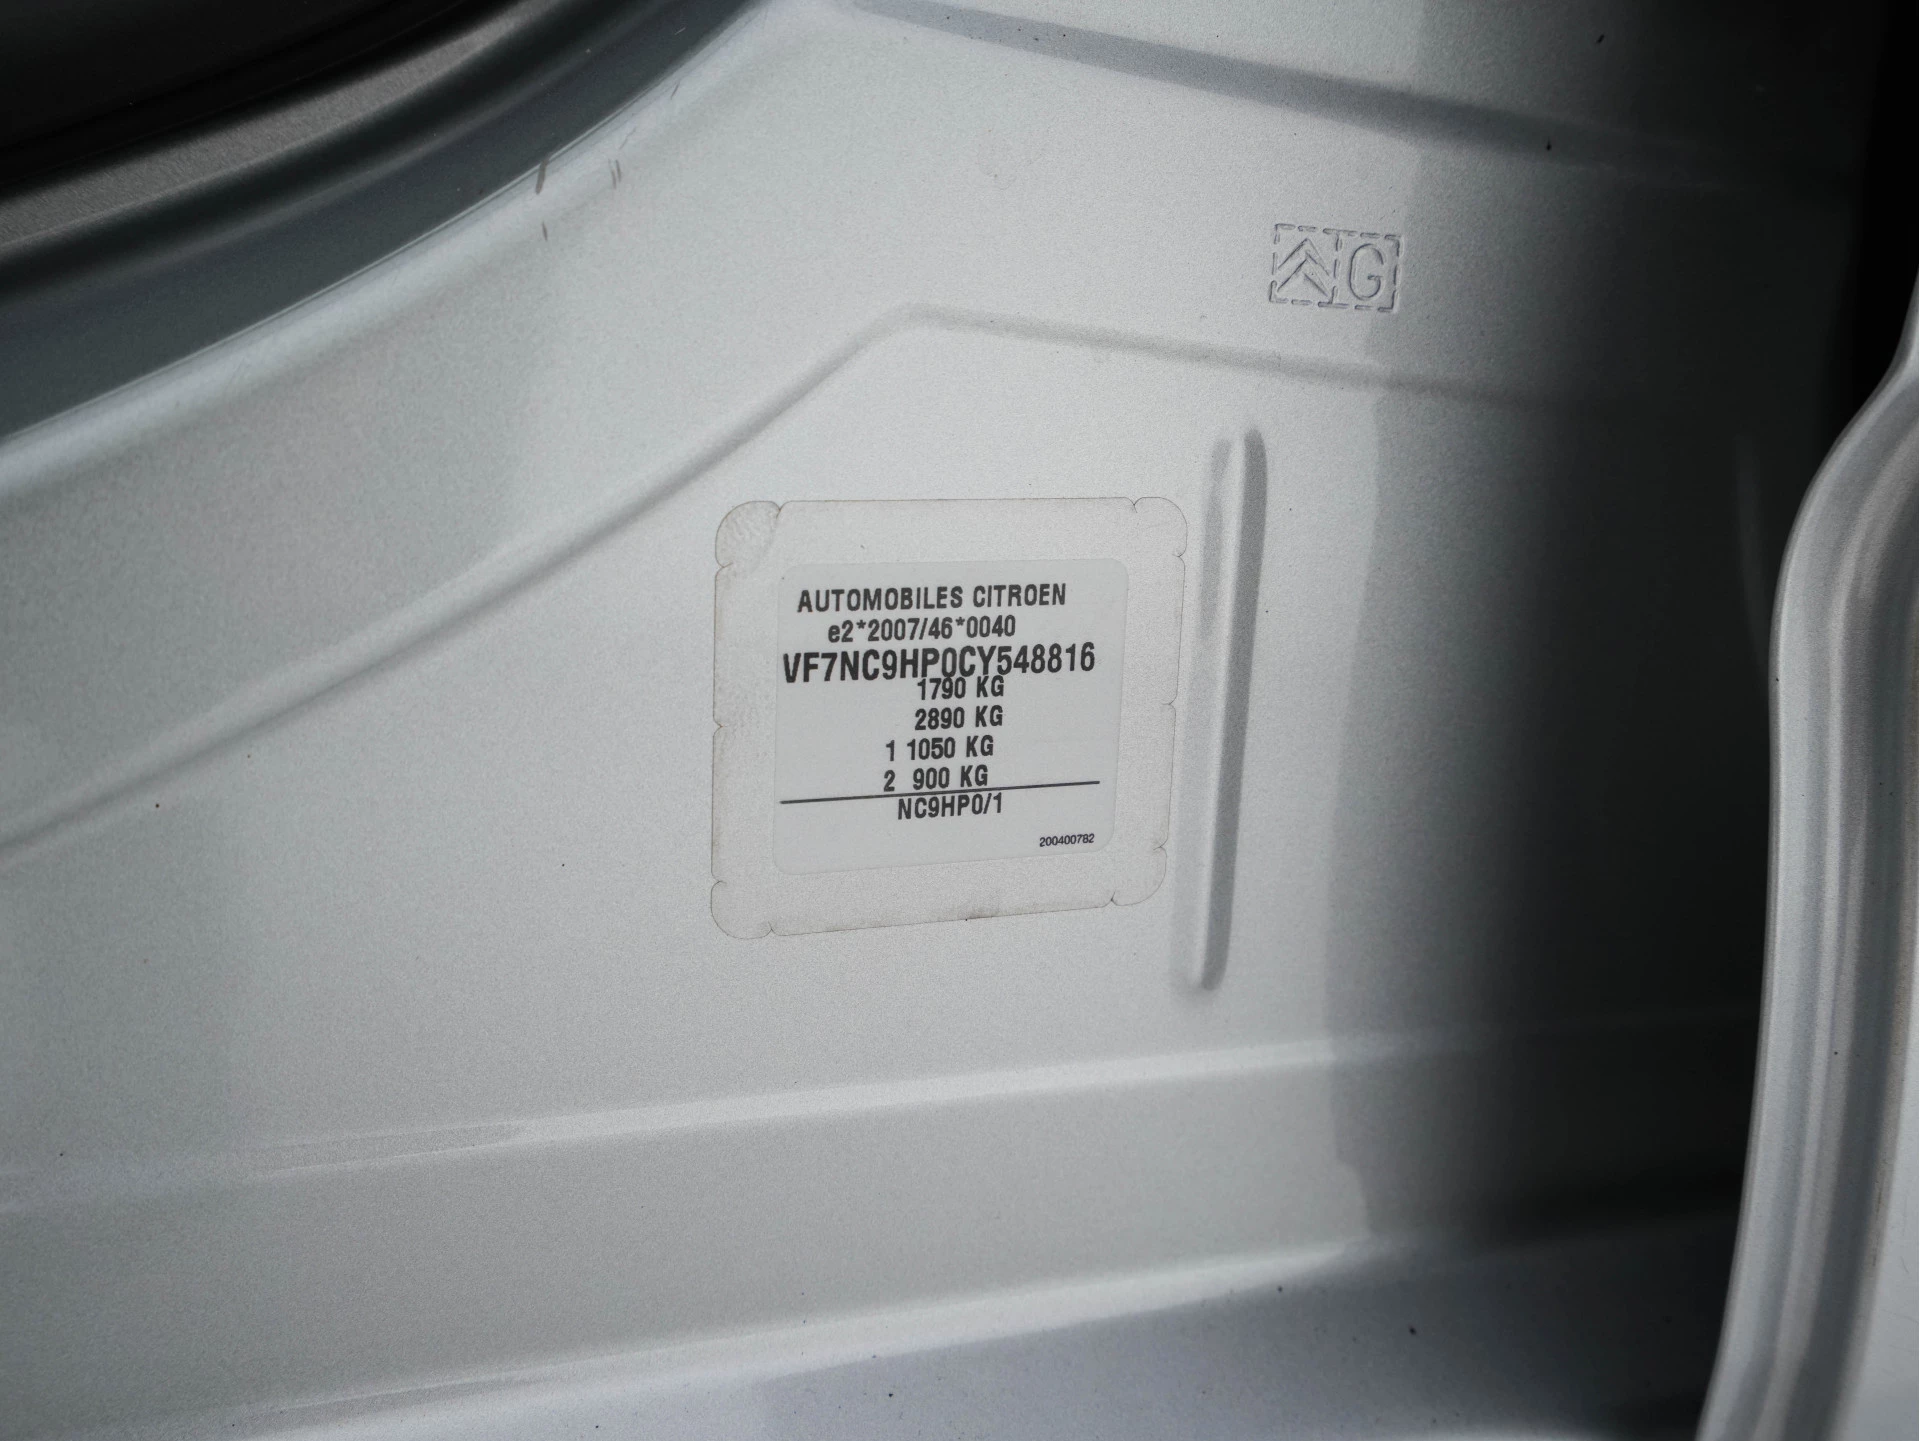 G
AUTOMOBILES CITROEN
e2*2007/46*0040
VF7NC9HP0CY548816
1790 KG
2890 KG
1 1050 KG
2 900 KG
NC9HP0/1
200400782